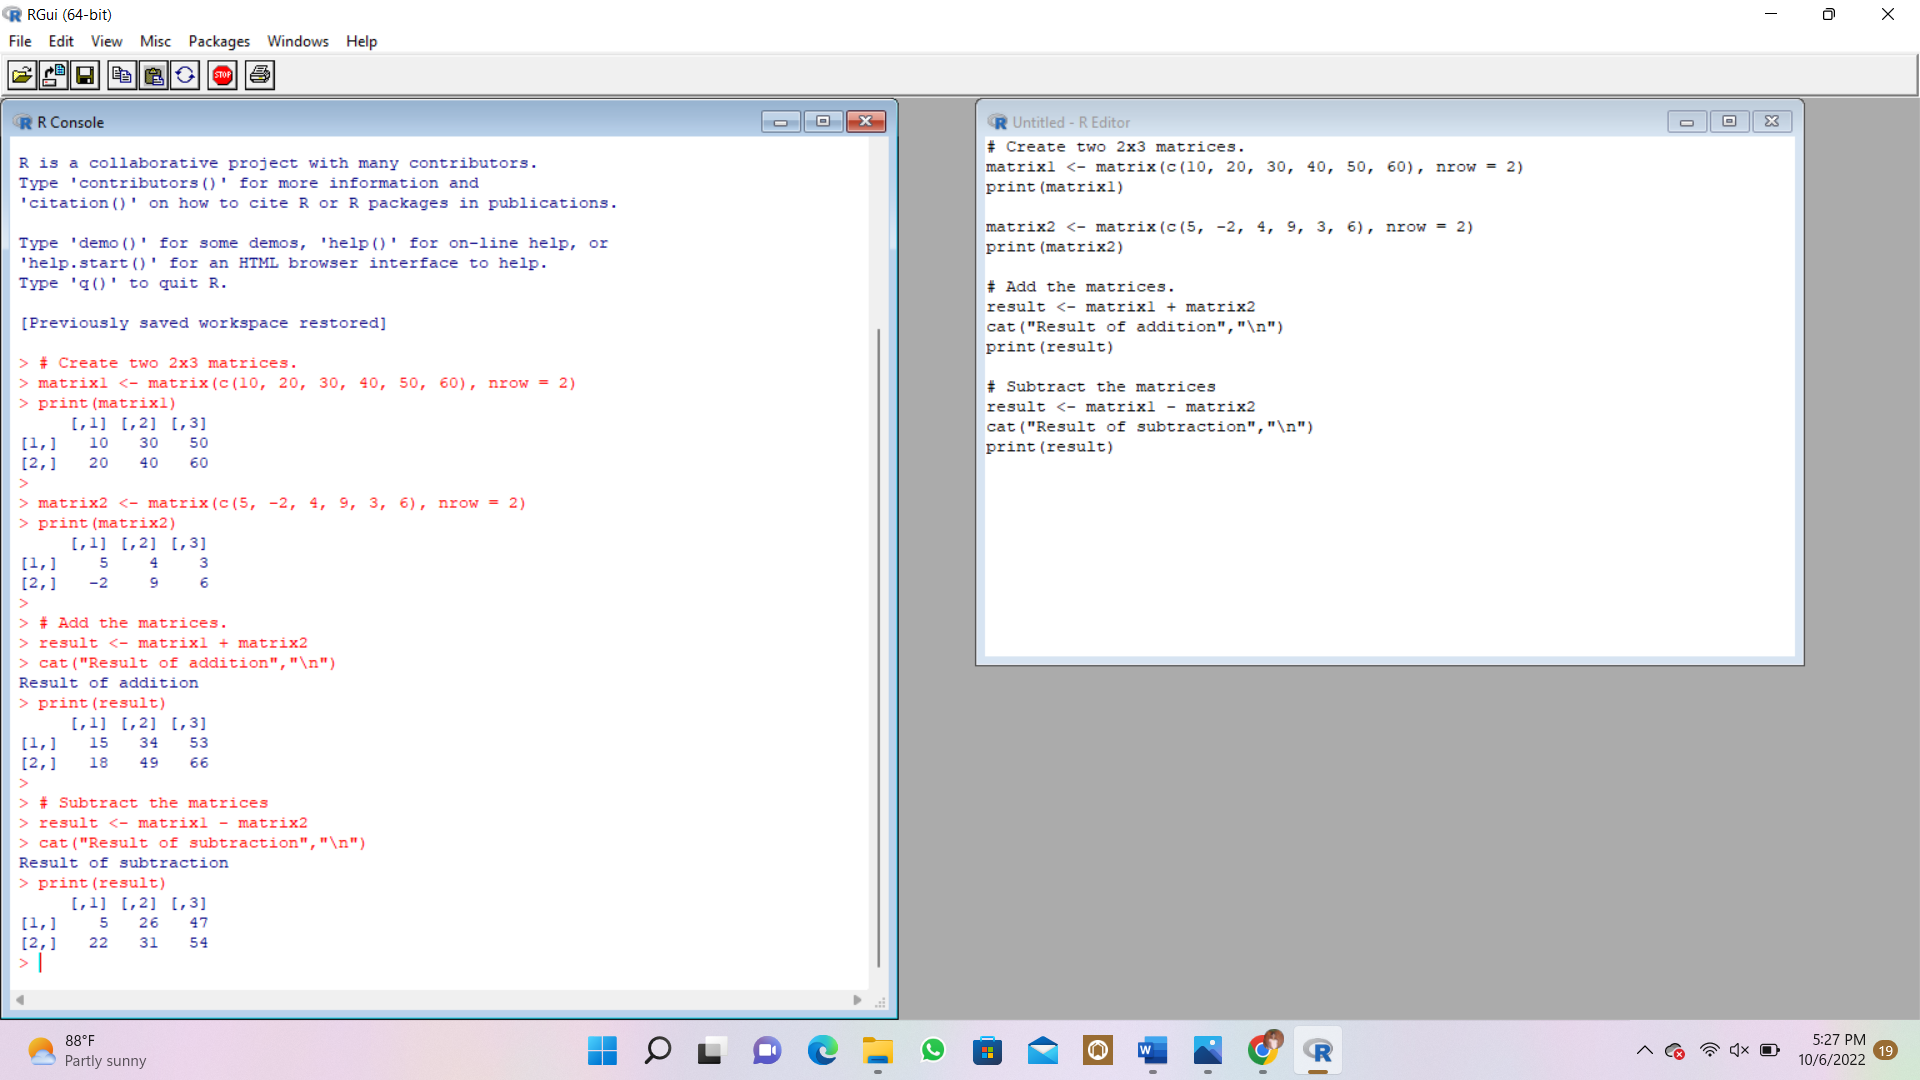 RGui (64-bit)
File Edit View Misc Packages Windows Help
STOP
R Console
R is a collaborative project with many contributors.
Type 'contributors()' for more information and
'citation()' on how to cite R or R packages in publications.
Type 'demo()' for some demos, 'help()' for on-line help, or
'help.start()' for an HTML browser interface to help.
Type 'q()' to quit R.
[Previously saved workspace restored]
> # Create two 2x3 matrices.
> matrix1 <- matrix(c(10, 20, 30, 40, 50, 60), nrow = 2)
> print(matrix1)
     [,1] [,2] [,3]
[1,]   10   30   50
[2,]   20   40   60
>
> matrix2 <- matrix(c(5, -2, 4, 9, 3, 6), nrow = 2)
> print(matrix2)
     [,1] [,2] [,3]
[1,]    5    4    3
[2,]   -2    9    6
>
> # Add the matrices.
> result <- matrix1 + matrix2
> cat("Result of addition","\n")
Result of addition
> print(result)
     [,1] [,2] [,3]
[1,]   15   34   53
[2,]   18   49   66
>
> # Subtract the matrices
> result <- matrix1 - matrix2
> cat("Result of subtraction","\n")
Result of subtraction
> print(result)
     [,1] [,2] [,3]
[1,]    5   26   47
[2,]   22   31   54
>
Untitled - R Editor
# Create two 2x3 matrices.
matrix1 <- matrix(c(10, 20, 30, 40, 50, 60), nrow = 2)
print(matrix1)
matrix2 <- matrix(c(5, -2, 4, 9, 3, 6), nrow = 2)
print(matrix2)
# Add the matrices.
result <- matrix1 + matrix2
cat("Result of addition","\n")
print(result)
# Subtract the matrices
result <- matrix1 - matrix2
cat("Result of subtraction","\n")
print(result)
88°F
Partly sunny
5:27 PM
10/6/2022
19